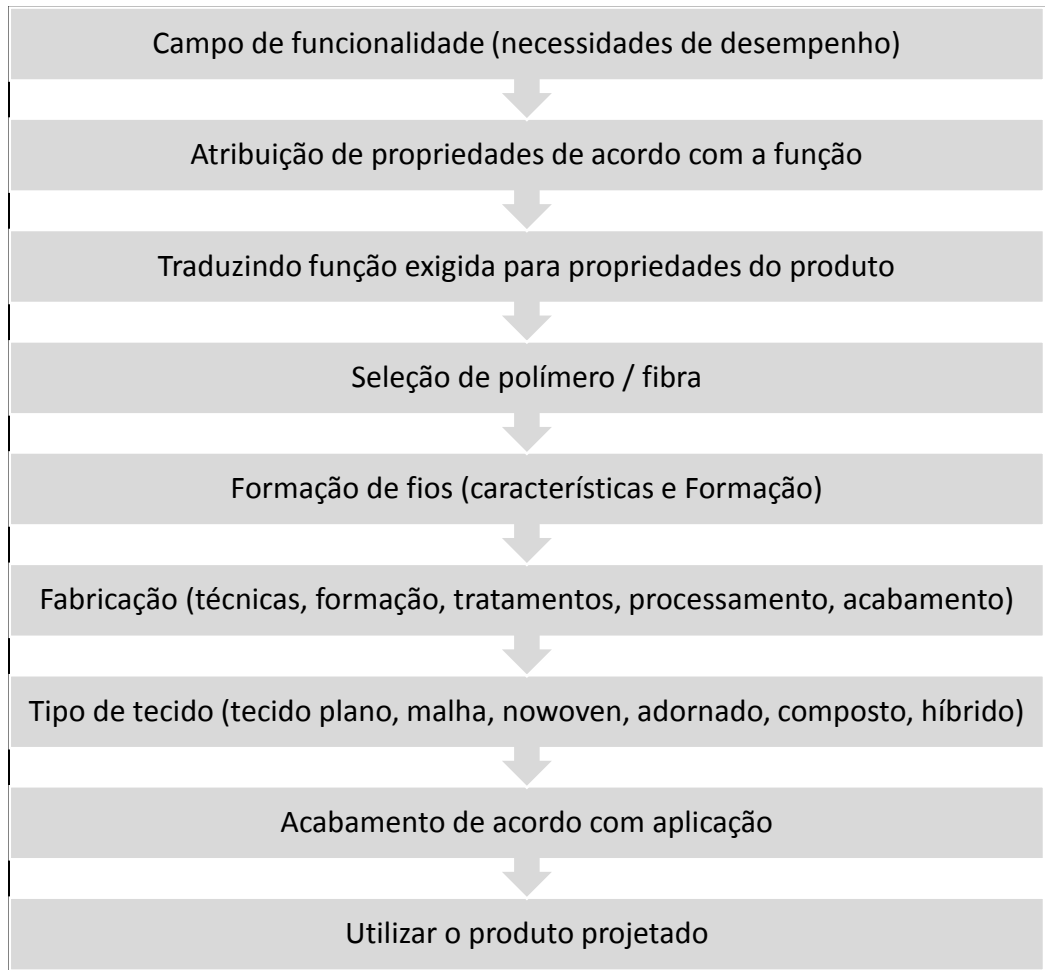 Campo de funcionalidade (necessidades de desempenho)
Atribuição de propriedades de acordo com a função
Traduzindo função exigida para propriedades do produto
Seleção de polímero / fibra
Formação de fios (características e Formação)
Fabricação (técnicas, formação, tratamentos, processamento, acabamento)
Tipo de tecido (tecido plano, malha, nowoven, adornado, composto, híbrido)
Acabamento de acordo com aplicação
Utilizar o produto projetado